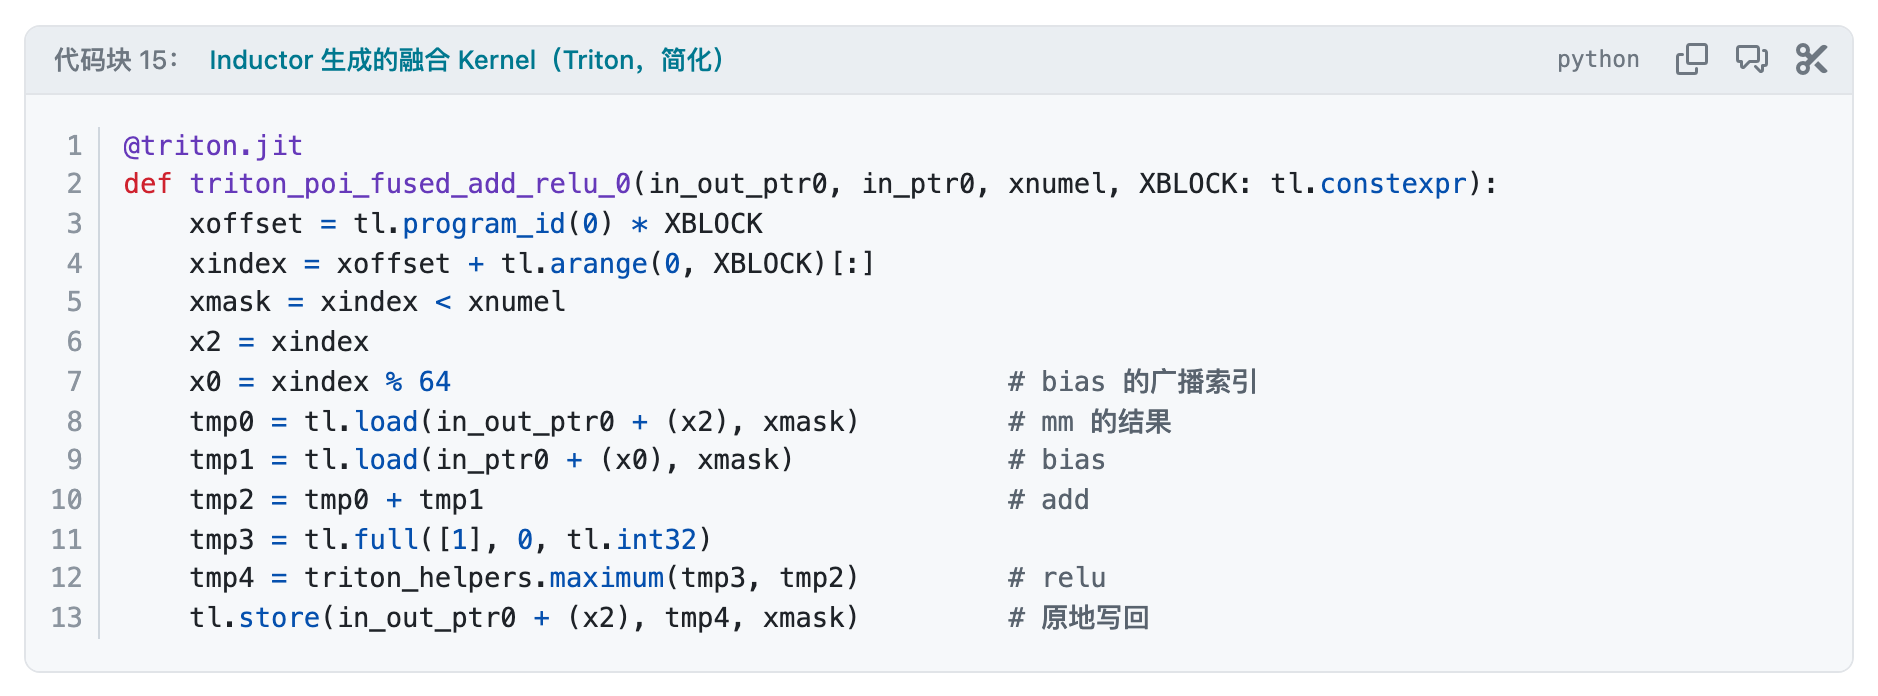 代码块 15： Inductor 生成的融合 Kernel（Triton，简化） python
1 @triton.jit
2 def triton_poi_fused_add_relu_0(in_out_ptr0, in_ptr0, xnumel, XBLOCK: tl.constexpr):
3     xoffset = tl.program_id(0) * XBLOCK
4     xindex = xoffset + tl.arange(0, XBLOCK)[:]
5     xmask = xindex < xnumel
6     x2 = xindex
7     x0 = xindex % 64                                  # bias 的广播索引
8     tmp0 = tl.load(in_out_ptr0 + (x2), xmask)         # mm 的结果
9     tmp1 = tl.load(in_ptr0 + (x0), xmask)             # bias
10     tmp2 = tmp0 + tmp1                                # add
11     tmp3 = tl.full([1], 0, tl.int32)
12     tmp4 = triton_helpers.maximum(tmp3, tmp2)         # relu
13     tl.store(in_out_ptr0 + (x2), tmp4, xmask)         # 原地写回